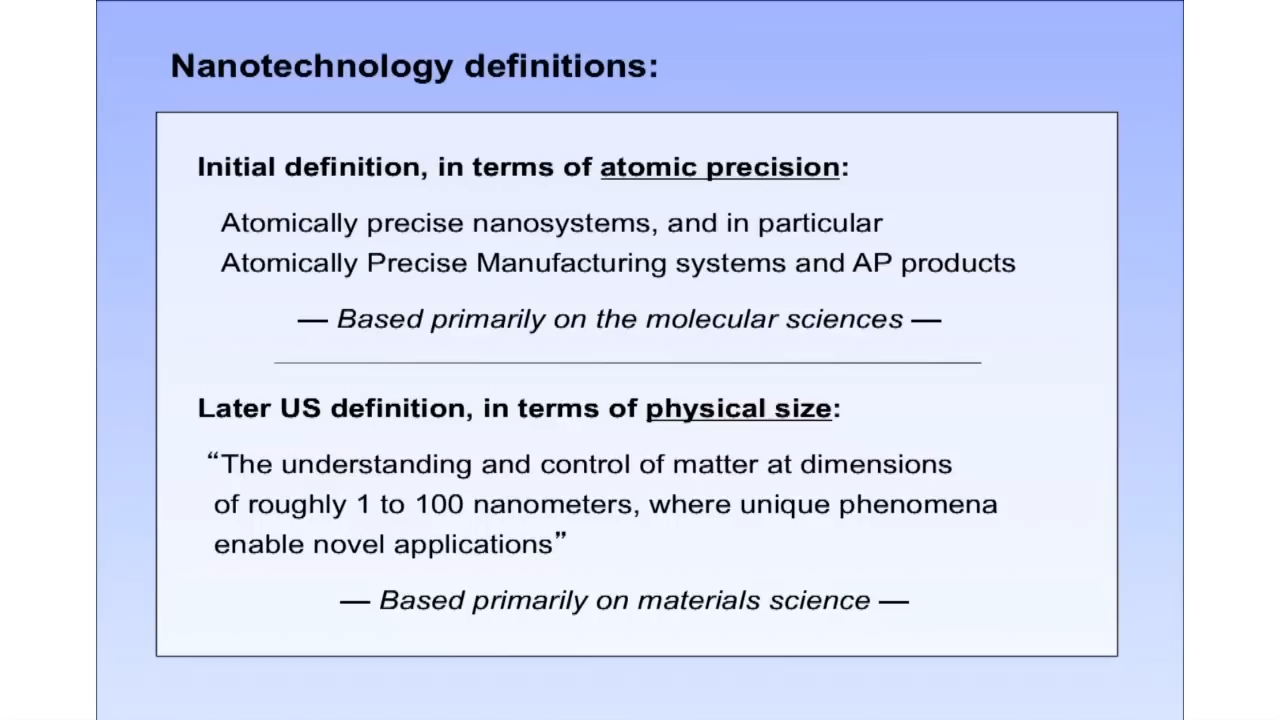 Nanotechnology definitions:
Initial definition, in terms of atomic precision:
Atomically precise nanosystems, and in particular
Atomically Precise Manufacturing systems and AP products
— Based primarily on the molecular sciences —
Later US definition, in terms of physical size:
“The understanding and control of matter at dimensions
of roughly 1 to 100 nanometers, where unique phenomena
enable novel applications”
— Based primarily on materials science —